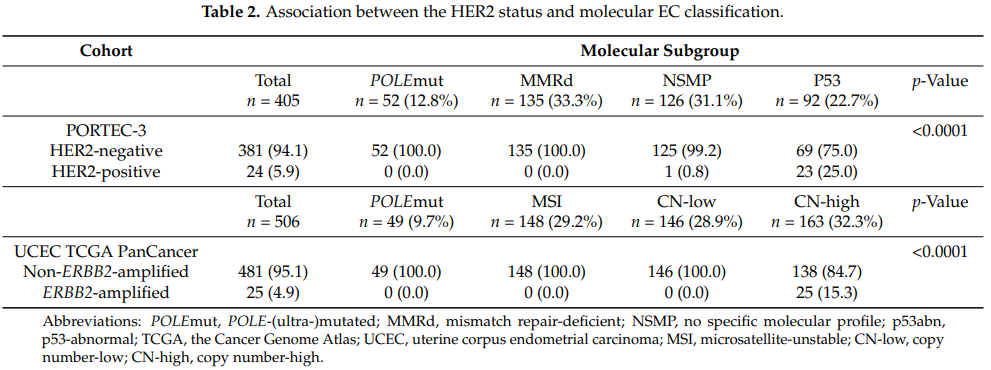 Table 2. Association between the HER2 status and molecular EC classification.
Cohort Molecular Subgroup
Total POLEmut MMRd NSMP P53 p-Value
n = 405 n = 52 (12.8%) n = 135 (33.3%) n = 126 (31.1%) n = 92 (22.7%)
PORTEC-3 <0.0001
HER2-negative 381 (94.1) 52 (100.0) 135 (100.0) 125 (99.2) 69 (75.0)
HER2-positive 24 (5.9) 0 (0.0) 0 (0.0) 1 (0.8) 23 (25.0)
Total POLEmut MSI CN-low CN-high p-Value
n = 506 n = 49 (9.7%) n = 148 (29.2%) n = 146 (28.9%) n = 163 (32.3%)
UCEC TCGA PanCancer <0.0001
Non-ERBB2-amplified 481 (95.1) 49 (100.0) 148 (100.0) 146 (100.0) 138 (84.7)
ERBB2-amplified 25 (4.9) 0 (0.0) 0 (0.0) 0 (0.0) 25 (15.3)
Abbreviations: POLEmut, POLE-(ultra-)mutated; MMRd, mismatch repair-deficient; NSMP, no specific molecular profile; p53abn,
p53-abnormal; TCGA, the Cancer Genome Atlas; UCEC, uterine corpus endometrial carcinoma; MSI, microsatellite-unstable; CN-low, copy
number-low; CN-high, copy number-high.